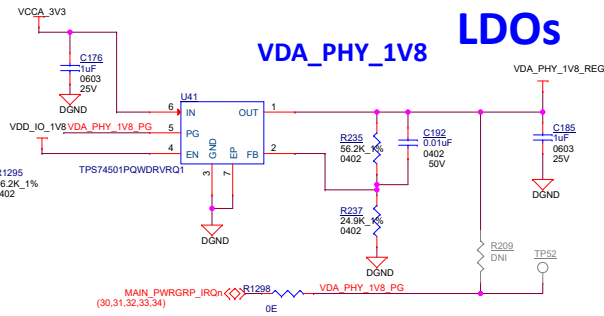 LDOs
VDA_PHY_1V8
VCCA_3V3
VDA_PHY_1V8_REG
C176
1uF
0603
25V
DGND
U41
6 IN
OUT 1
VDD_IO_1V8
VDA_PHY_1V8_PG
5 PG
4 EN
GND
EP
FB 2
3
7
TPS74501PQWDRVRQ1
DGND
R235
56.2K_1%
0402
C192
0.01uF
0402
50V
C185
1uF
0603
25V
DGND
R1295
6.2K_1%
402
R237
24.9K_1%
0402
DGND
R209
DNI
TP52
MAIN_PWRGRP_IRQn
(30,31,32,33,34)
R1298
0E
VDA_PHY_1V8_PG